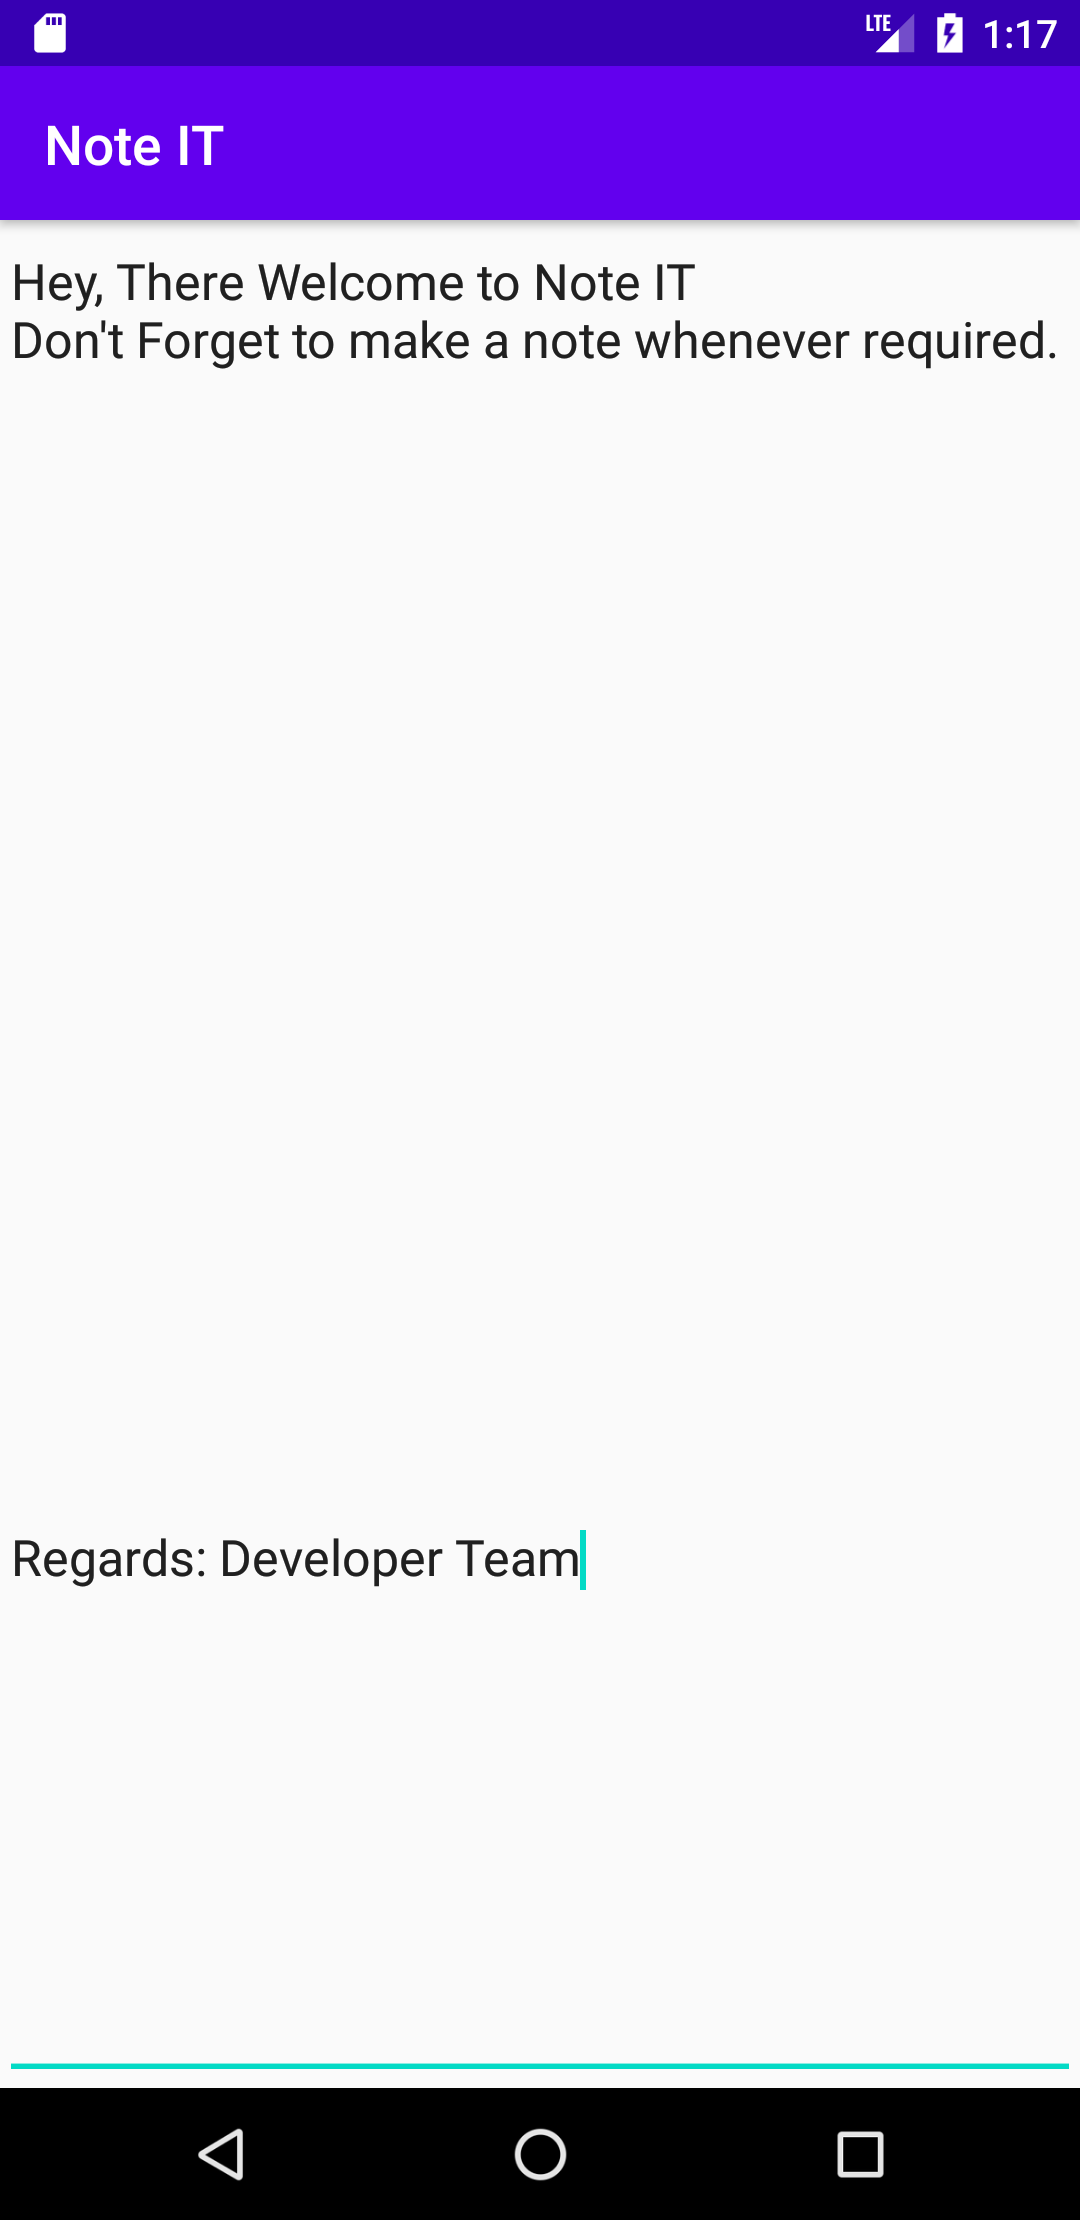 LTE 1:17
Note IT
Hey, There Welcome to Note IT
Don't Forget to make a note whenever required.
Regards: Developer Team